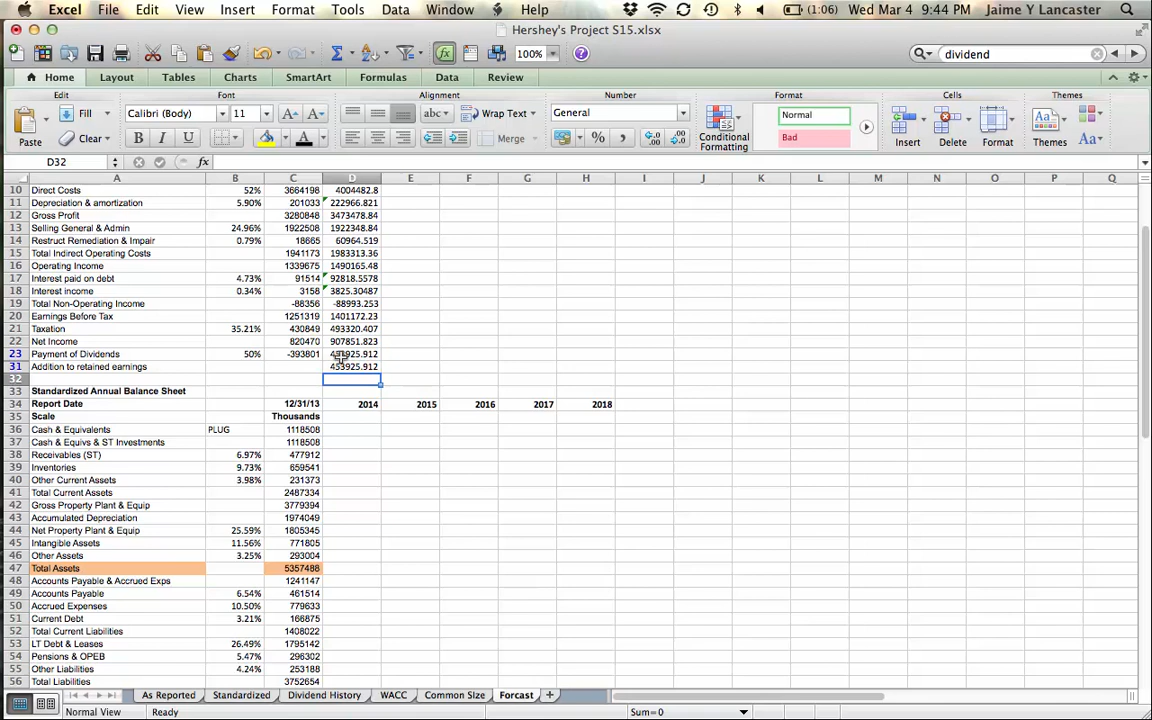 Excel File Edit View Insert Format Tools Data Window Help (1:06) Wed Mar 4 9:44 PM Jaime Y Lancaster
Hershey's Project S15.xlsx
100% dividend
Home Layout Tables Charts SmartArt Formulas Data Review
Edit Font Alignment Number Format Cells Themes
Paste Fill Clear Calibri (Body) 11 A A abc Wrap Text General Normal
B I U A Merge % , .0 .00 Conditional Formatting Bad Insert Delete Format Themes Aa
D32 fx
A B C D E F G H I J K L M N O P Q
10 Direct Costs 52% 3664198 4004482.8
11 Depreciation & amortization 5.90% 201033 222966.821
12 Gross Profit 3280848 3473478.84
13 Selling General & Admin 24.96% 1922508 1922348.84
14 Restruct Remediation & Impair 0.79% 18665 60964.519
15 Total Indirect Operating Costs 1941173 1983313.36
16 Operating Income 1339675 1490165.48
17 Interest paid on debt 4.73% 91514 92818.5578
18 Interest income 0.34% 3158 3825.30487
19 Total Non-Operating Income -88356 -88993.253
20 Earnings Before Tax 1251319 1401172.23
21 Taxation 35.21% 430849 493320.407
22 Net Income 820470 907851.823
23 Payment of Dividends 50% -393801
31 Addition to retained earnings 453925.912
32
33 Standardized Annual Balance Sheet
34 Report Date 12/31/13 2014 2015 2016 2017 2018
35 Scale Thousands
36 Cash & Equivalents PLUG 1118508
37 Cash & Equivs & ST Investments 1118508
38 Receivables (ST) 6.97% 477912
39 Inventories 9.73% 659541
40 Other Current Assets 3.98% 231373
41 Total Current Assets 2487334
42 Gross Property Plant & Equip 3779394
43 Accumulated Depreciation 1974049
44 Net Property Plant & Equip 25.59% 1805345
45 Intangible Assets 11.56% 771805
46 Other Assets 3.25% 293004
47 Total Assets 5357488
48 Accounts Payable & Accrued Exps 1241147
49 Accounts Payable 6.54% 461514
50 Accrued Expenses 10.50% 779633
51 Current Debt 3.21% 166875
52 Total Current Liabilities 1408022
53 LT Debt & Leases 26.49% 1795142
54 Pensions & OPEB 5.47% 296302
55 Other Liabilities 4.24% 253188
56 Total Liabilities 3752654
As Reported Standardized Dividend History WACC Common Size Forcast
Normal View Ready Sum=0